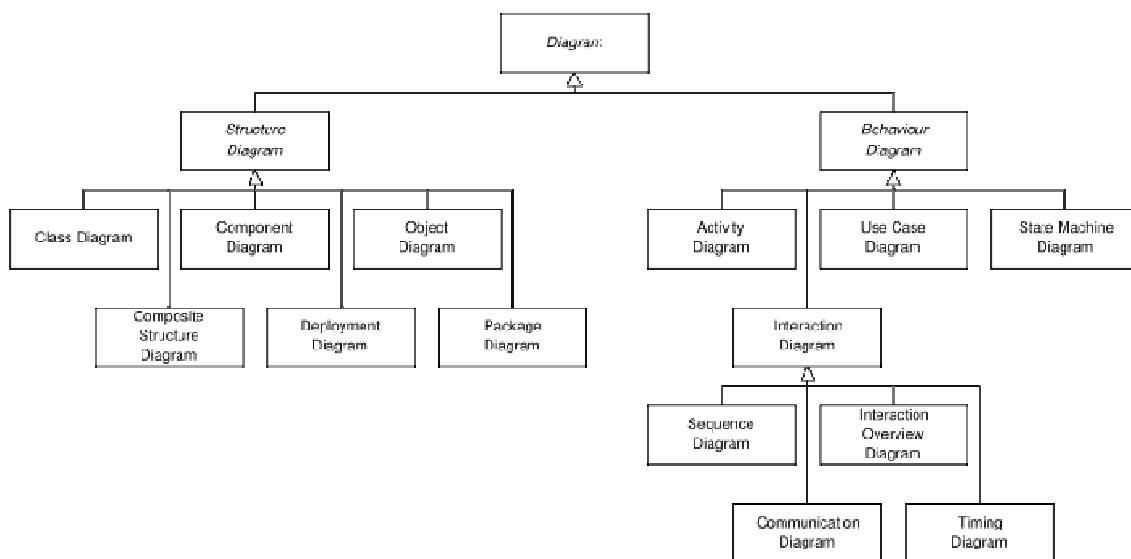 Diagram
Structure
Diagram
Behaviour
Diagram
Class Diagram
Component
Diagram
Object
Diagram
Activity
Diagram
Use Case
Diagram
State Machine
Diagram
Composite
Structure
Diagram
Deployment
Diagram
Package
Diagram
Interaction
Diagram
Sequence
Diagram
Interaction
Overview
Diagram
Communication
Diagram
Timing
Diagram